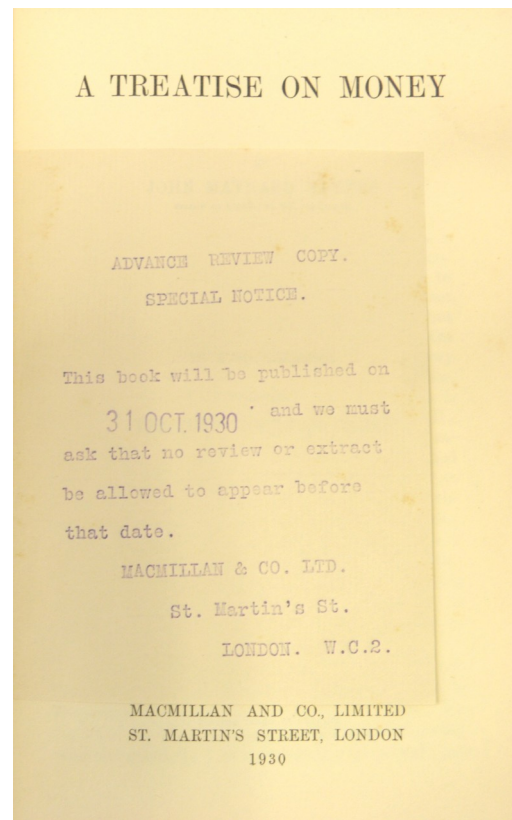 A TREATISE ON MONEY
ADVANCE REVIEW COPY.
SPECIAL NOTICE.
This book will be published on
31 OCT. 1930 and we must
ask that no review or extract
be allowed to appear before
that date.
MACMILLAN & CO. LTD.
St. Martin's St.
LONDON. W.C.2.
MACMILLAN AND CO., LIMITED
ST. MARTIN'S STREET, LONDON
1930